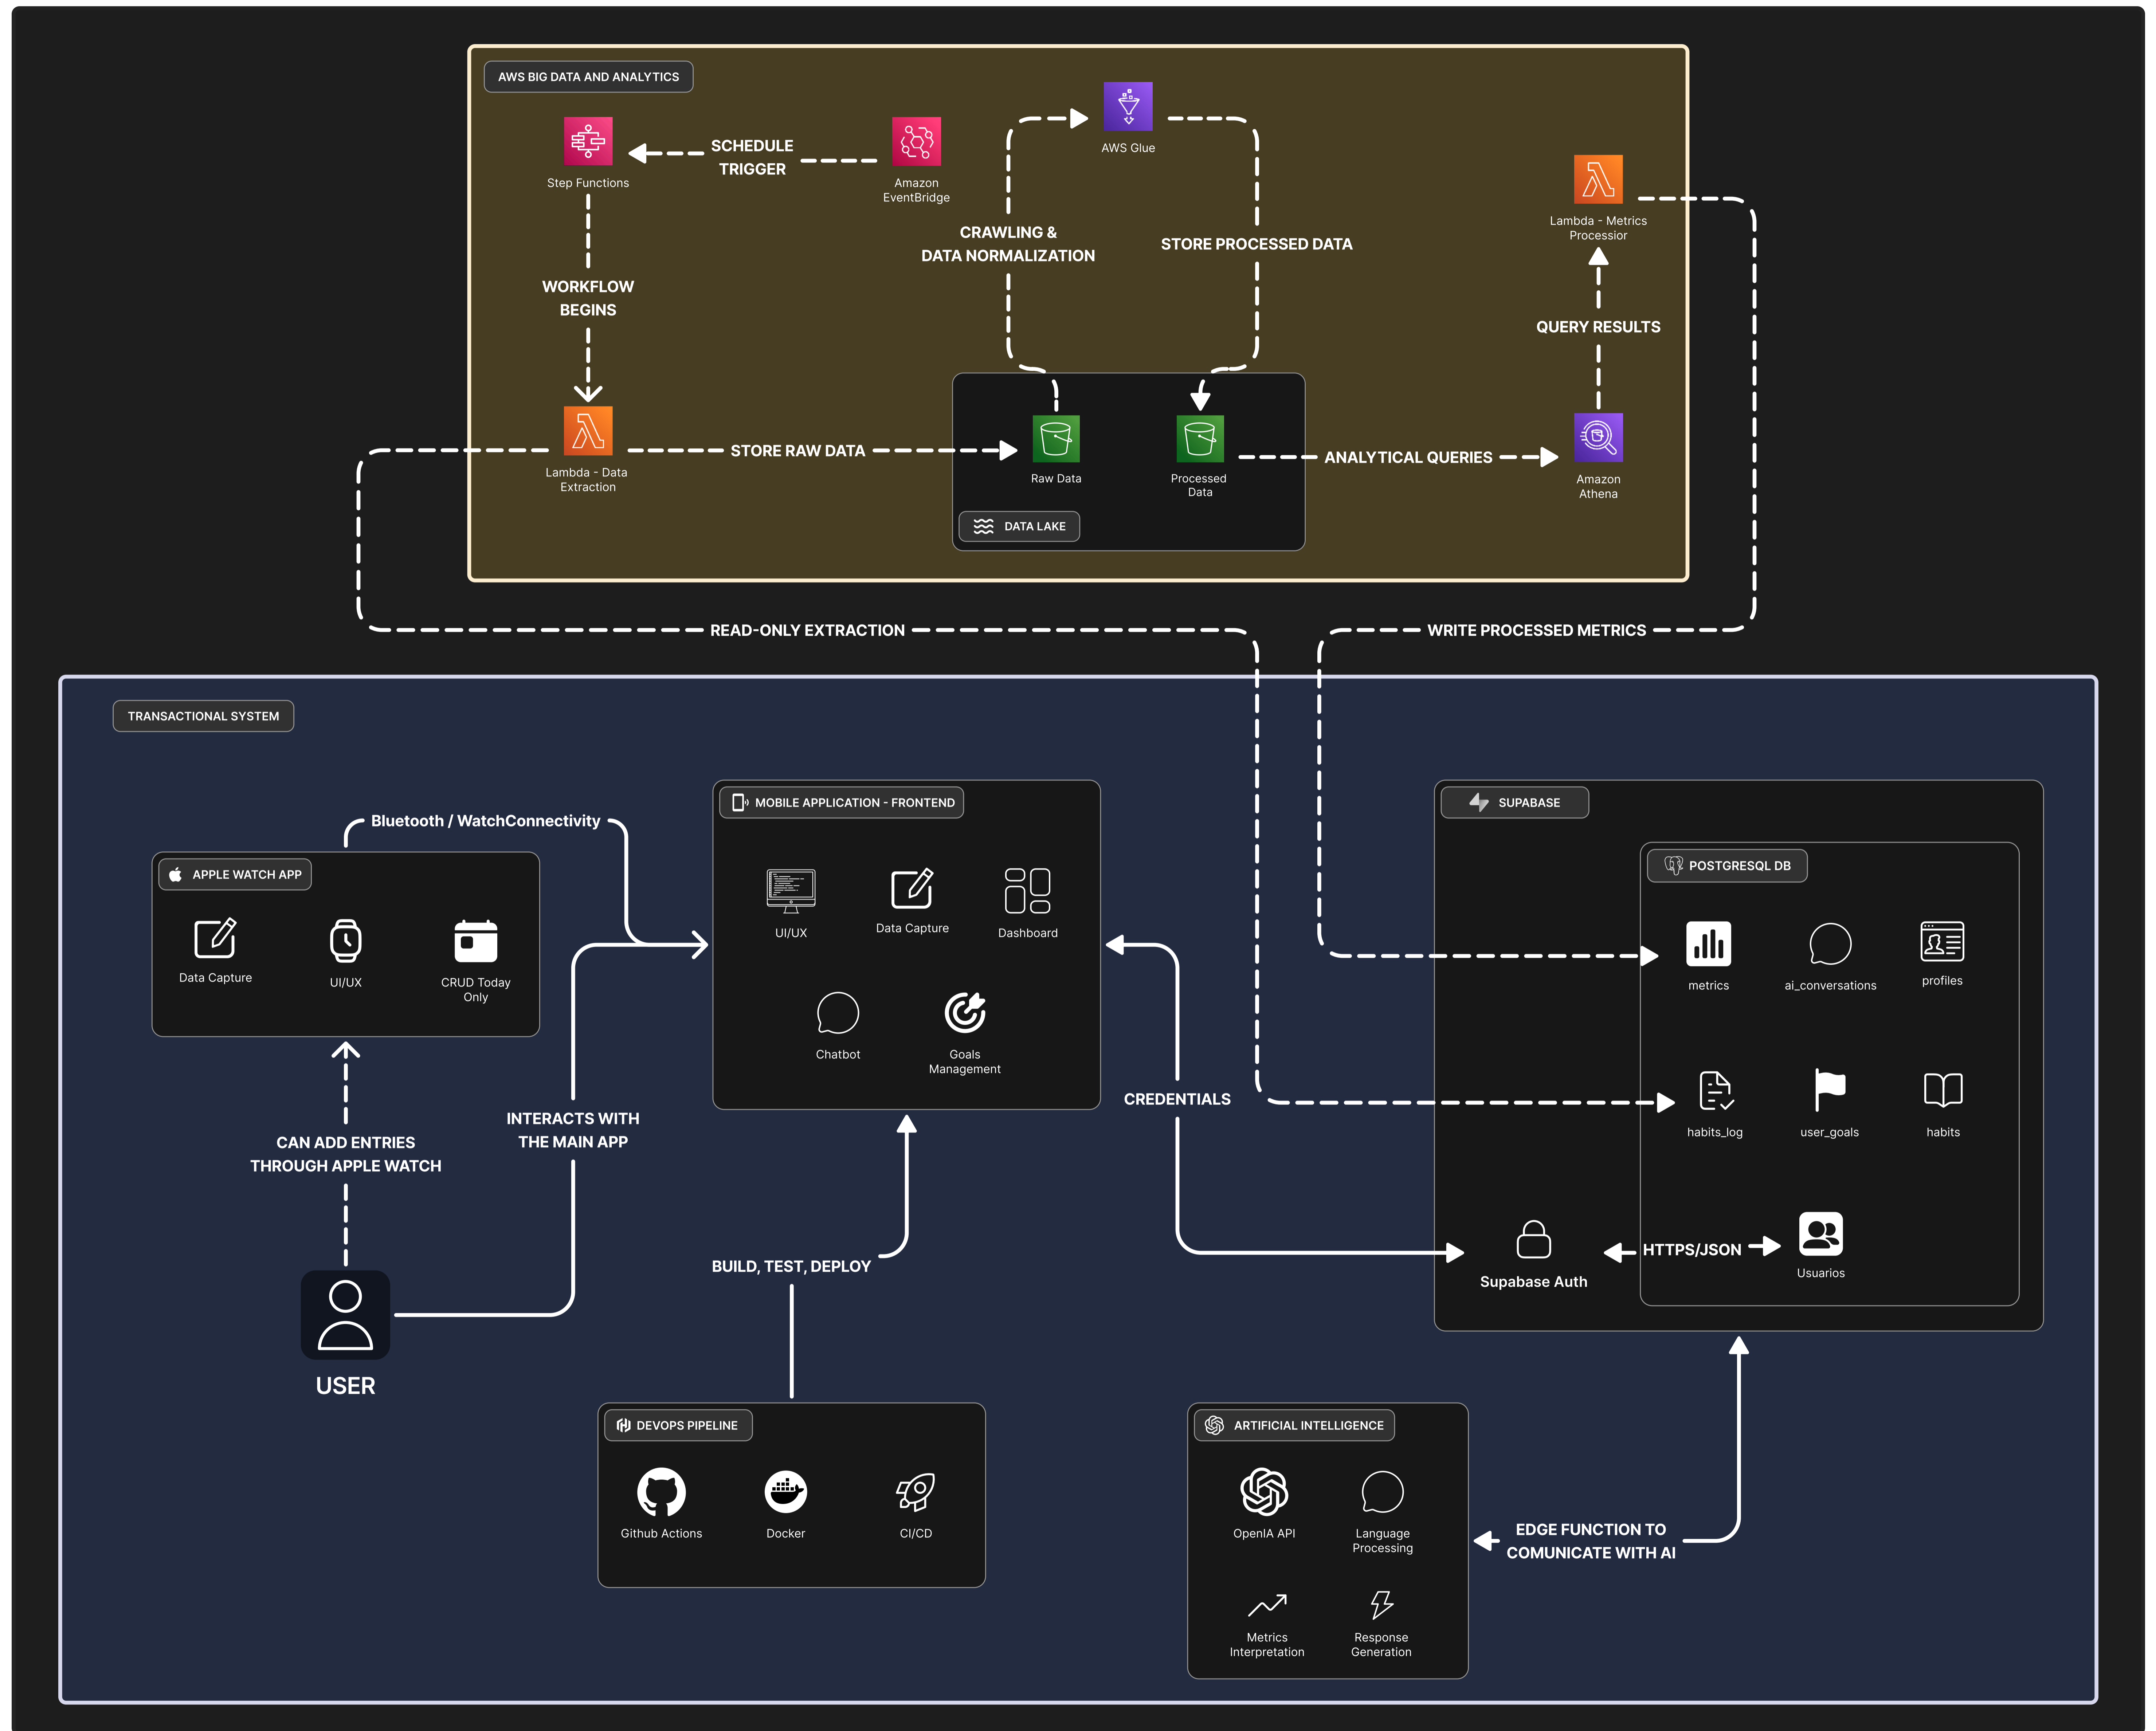 AWS BIG DATA AND ANALYTICS
Step Functions
SCHEDULE
TRIGGER
Amazon
EventBridge
AWS Glue
Lambda - Metrics
Processior
CRAWLING &
DATA NORMALIZATION
STORE PROCESSED DATA
WORKFLOW
BEGINS
QUERY RESULTS
Lambda - Data
Extraction
STORE RAW DATA
Raw Data
Processed
Data
ANALYTICAL QUERIES
Amazon
Athena
DATA LAKE
READ-ONLY EXTRACTION
WRITE PROCESSED METRICS
TRANSACTIONAL SYSTEM
Bluetooth / WatchConnectivity
APPLE WATCH APP
Data Capture
UI/UX
CRUD Today
Only
MOBILE APPLICATION - FRONTEND
UI/UX
Data Capture
Dashboard
Chatbot
Goals
Management
SUPABASE
POSTGRESQL DB
metrics
ai_conversations
profiles
habits_log
user_goals
habits
CREDENTIALS
INTERACTS WITH
THE MAIN APP
CAN ADD ENTRIES
THROUGH APPLE WATCH
Supabase Auth
HTTPS/JSON
Usuarios
BUILD, TEST, DEPLOY
USER
DEVOPS PIPELINE
Github Actions
Docker
CI/CD
ARTIFICIAL INTELLIGENCE
OpenIA API
Language
Processing
Metrics
Interpretation
Response
Generation
EDGE FUNCTION TO
COMUNICATE WITH AI